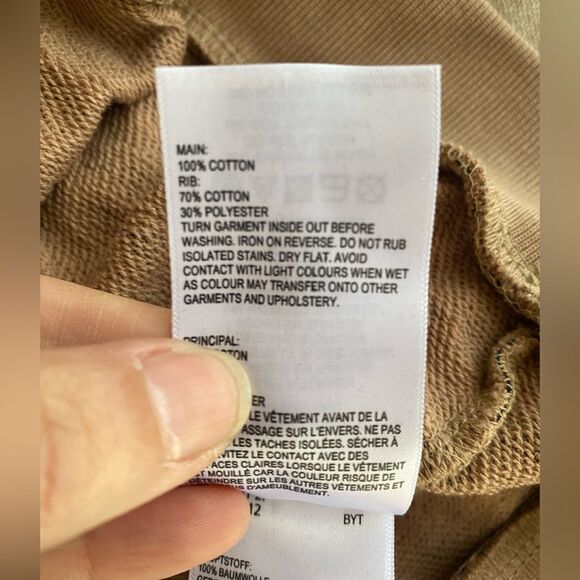 MAIN:
100% COTTON
RIB:
70% COTTON
30% POLYESTER
TURN GARMENT INSIDE OUT BEFORE
WASHING. IRON ON REVERSE. DO NOT RUB
ISOLATED STAINS. DRY FLAT. AVOID
CONTACT WITH LIGHT COLOURS WHEN WET
AS COLOUR MAY TRANSFER ONTO OTHER
GARMENTS AND UPHOLSTERY.
PRINCIPAL:
LE VÊTEMENT AVANT DE LA
SUR L'ENVERS. NE PAS
LES TACHES ISOLÉES. SÉCHER À
LE CONTACT AVEC DES
CLAIRES LORSQUE LE VÊTEMENT
EST MOUILLÉ CAR LA COULEUR RISQUE DE
DÉTEINDRE SUR LES AUTRES VÊTEMENTS ET
D'AMEUBLEMENT.
12 BYT
100% BAUMWOLLE